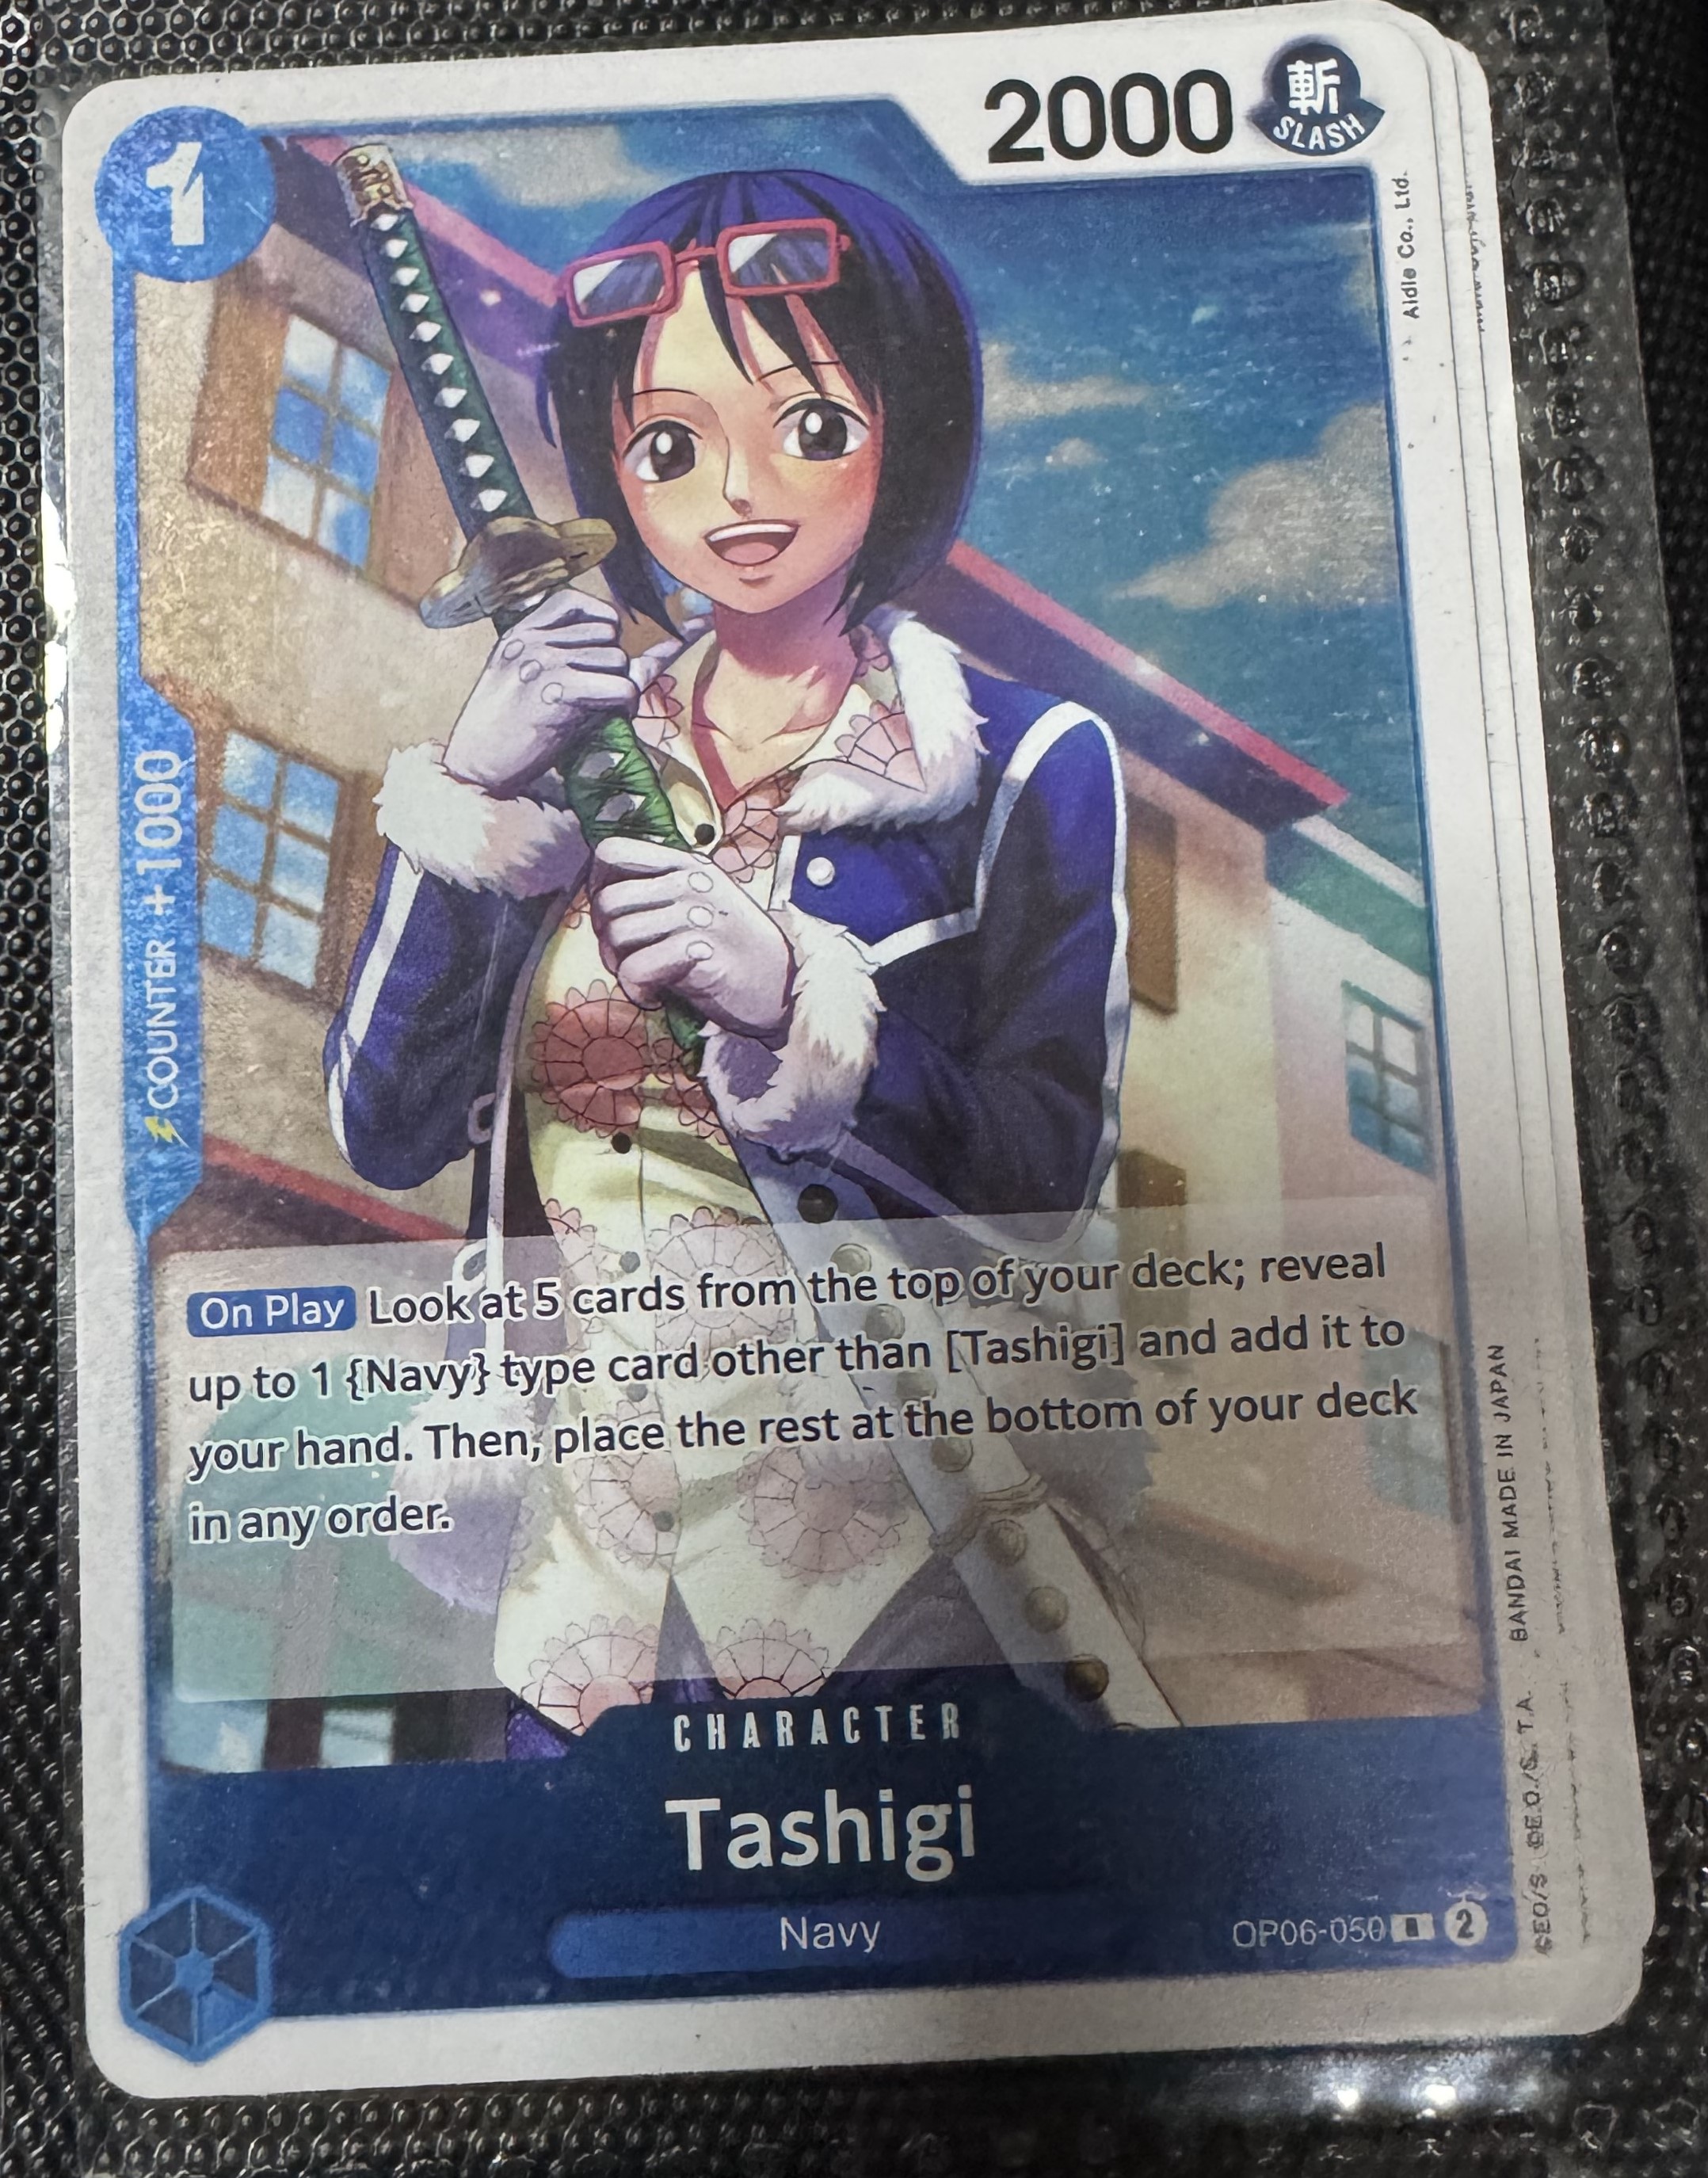 1
2000
斬
SLASH
Aldle Co., Ltd.
COUNTER +1000
On Play Look at 5 cards from the top of your deck; reveal
up to 1 {Navy} type card other than [Tashigi] and add it to
your hand. Then, place the rest at the bottom of your deck
in any order.
BANDAI MADE IN JAPAN
CHARACTER
Tashigi
Navy
OP06-050
2